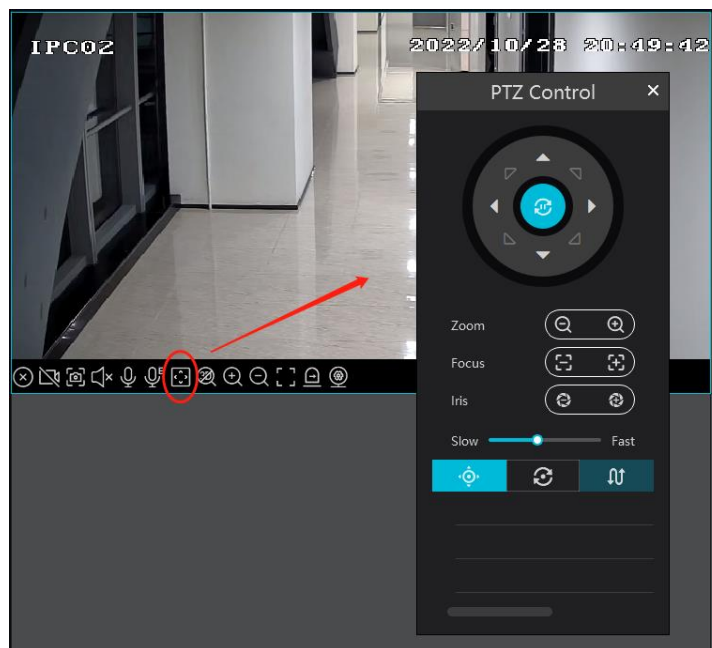 IPC02
2022/10/28 20:49:42
PTZ Control
Zoom
Focus
Iris
Slow
Fast